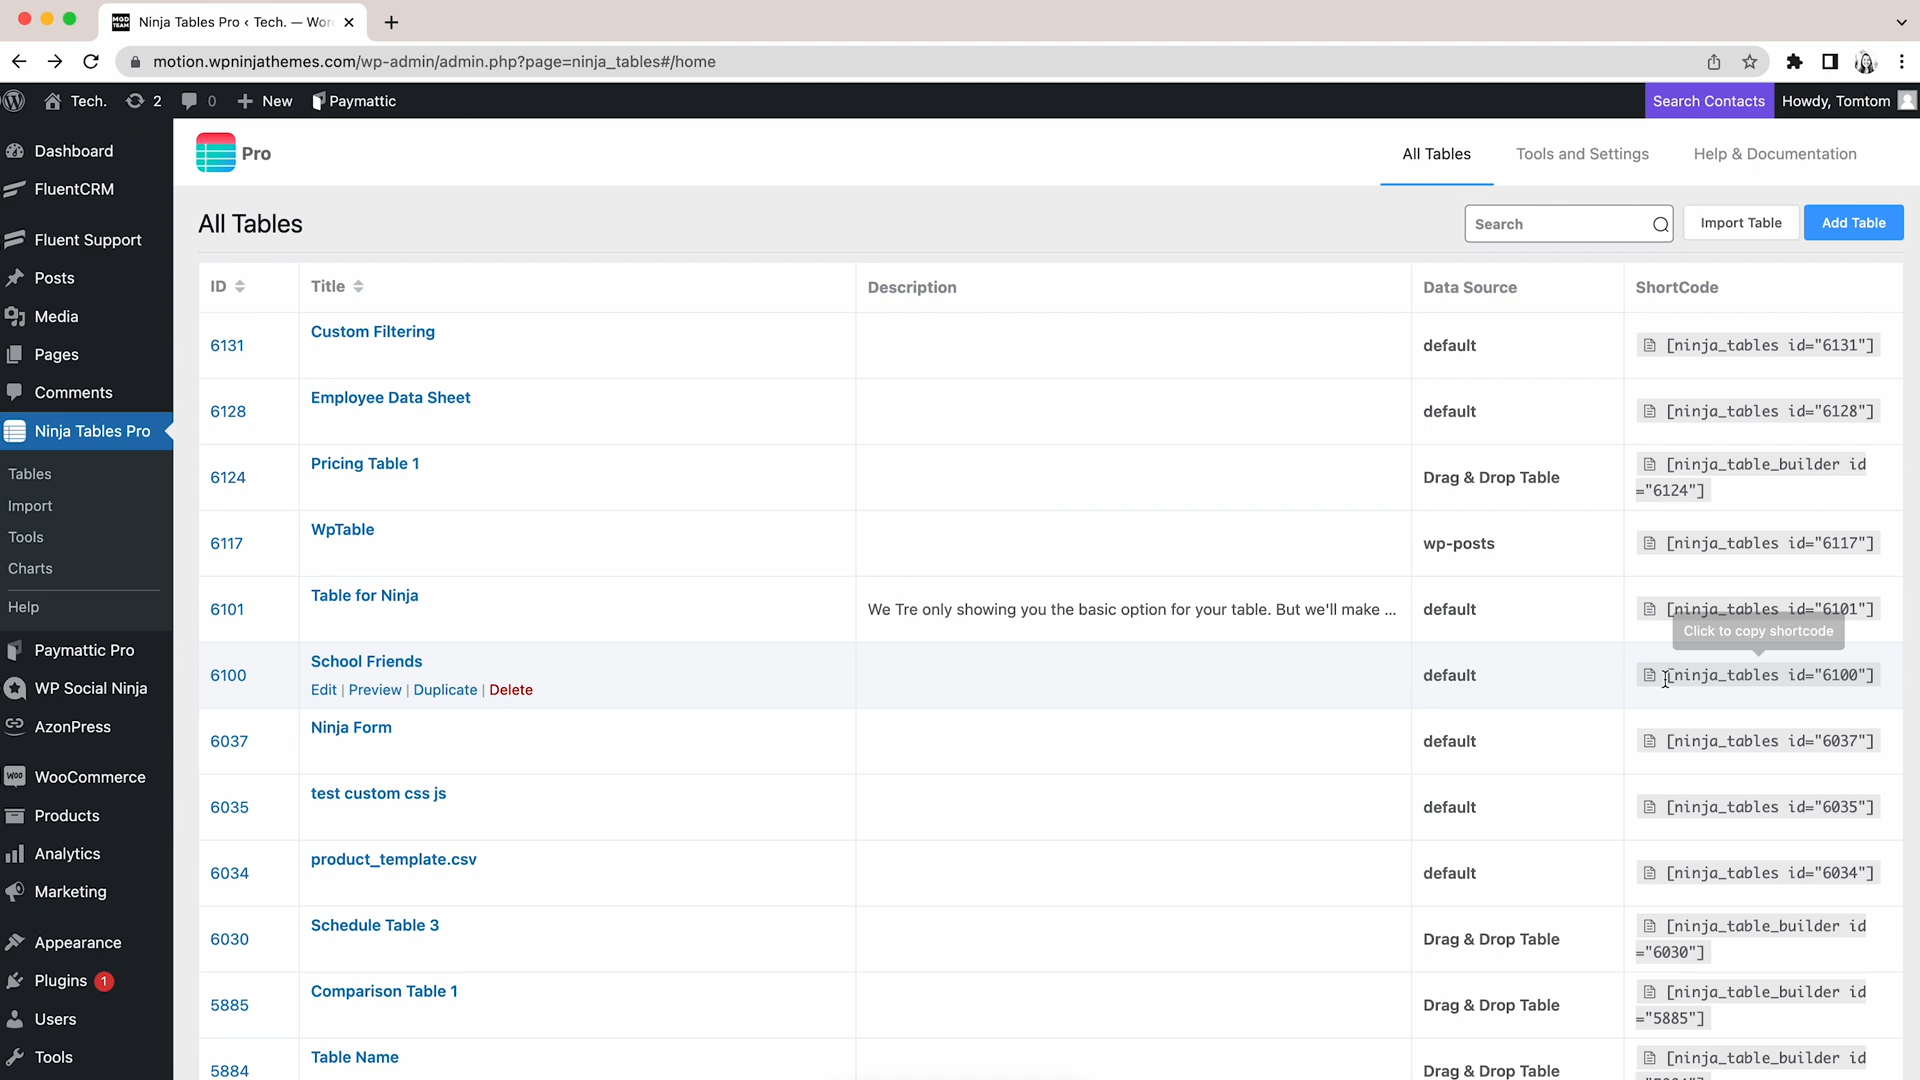 Ninja Tables Pro ‹ Tech. — Wor
motion.wpninjathemes.com/wp-admin/admin.php?page=ninja_tables#/home
Tech. 2 0 New Paymattic Search Contacts Howdy, Tomtom
Dashboard
FluentCRM
Fluent Support
Posts
Media
Pages
Comments
Ninja Tables Pro
Tables
Import
Tools
Charts
Help
Paymattic Pro
WP Social Ninja
AzonPress
WooCommerce
Products
Analytics
Marketing
Appearance
Plugins 1
Users
Tools
Pro All Tables Tools and Settings Help & Documentation
All Tables Search Import Table Add Table
ID Title Description Data Source ShortCode
6131 Custom Filtering default [ninja_tables id="6131"]
6128 Employee Data Sheet default [ninja_tables id="6128"]
6124 Pricing Table 1 Drag & Drop Table [ninja_table_builder id
="6124"]
6117 WpTable wp-posts [ninja_tables id="6117"]
6101 Table for Ninja We Tre only showing you the basic option for your table. But we'll make ... default [ninja_tables id="6101"]
Click to copy shortcode
6100 School Friends default [ninja_tables id="6100"]
Edit | Preview | Duplicate | Delete
6037 Ninja Form default [ninja_tables id="6037"]
6035 test custom css js default [ninja_tables id="6035"]
6034 product_template.csv default [ninja_tables id="6034"]
6030 Schedule Table 3 Drag & Drop Table [ninja_table_builder id
="6030"]
5885 Comparison Table 1 Drag & Drop Table [ninja_table_builder id
="5885"]
5884 Table Name Drag & Drop Table [ninja_table_builder id